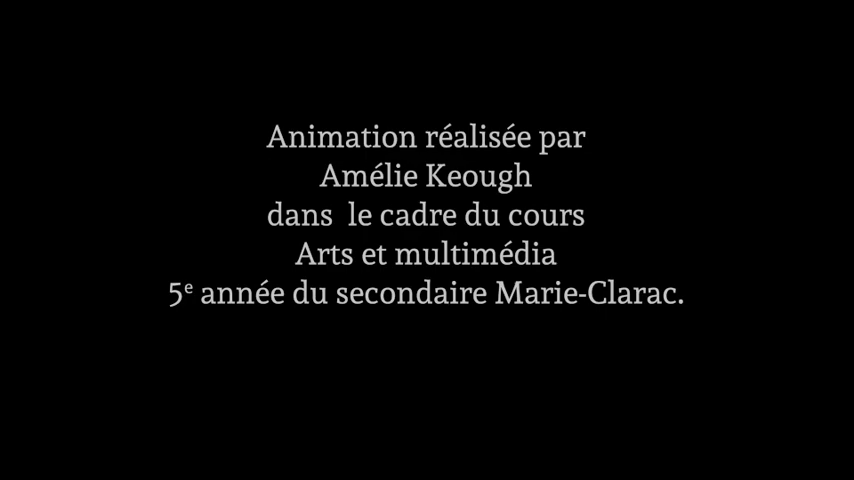 Animation réalisée par
Amélie Keough
dans  le cadre du cours
Arts et multimédia
5e année du secondaire Marie-Clarac.